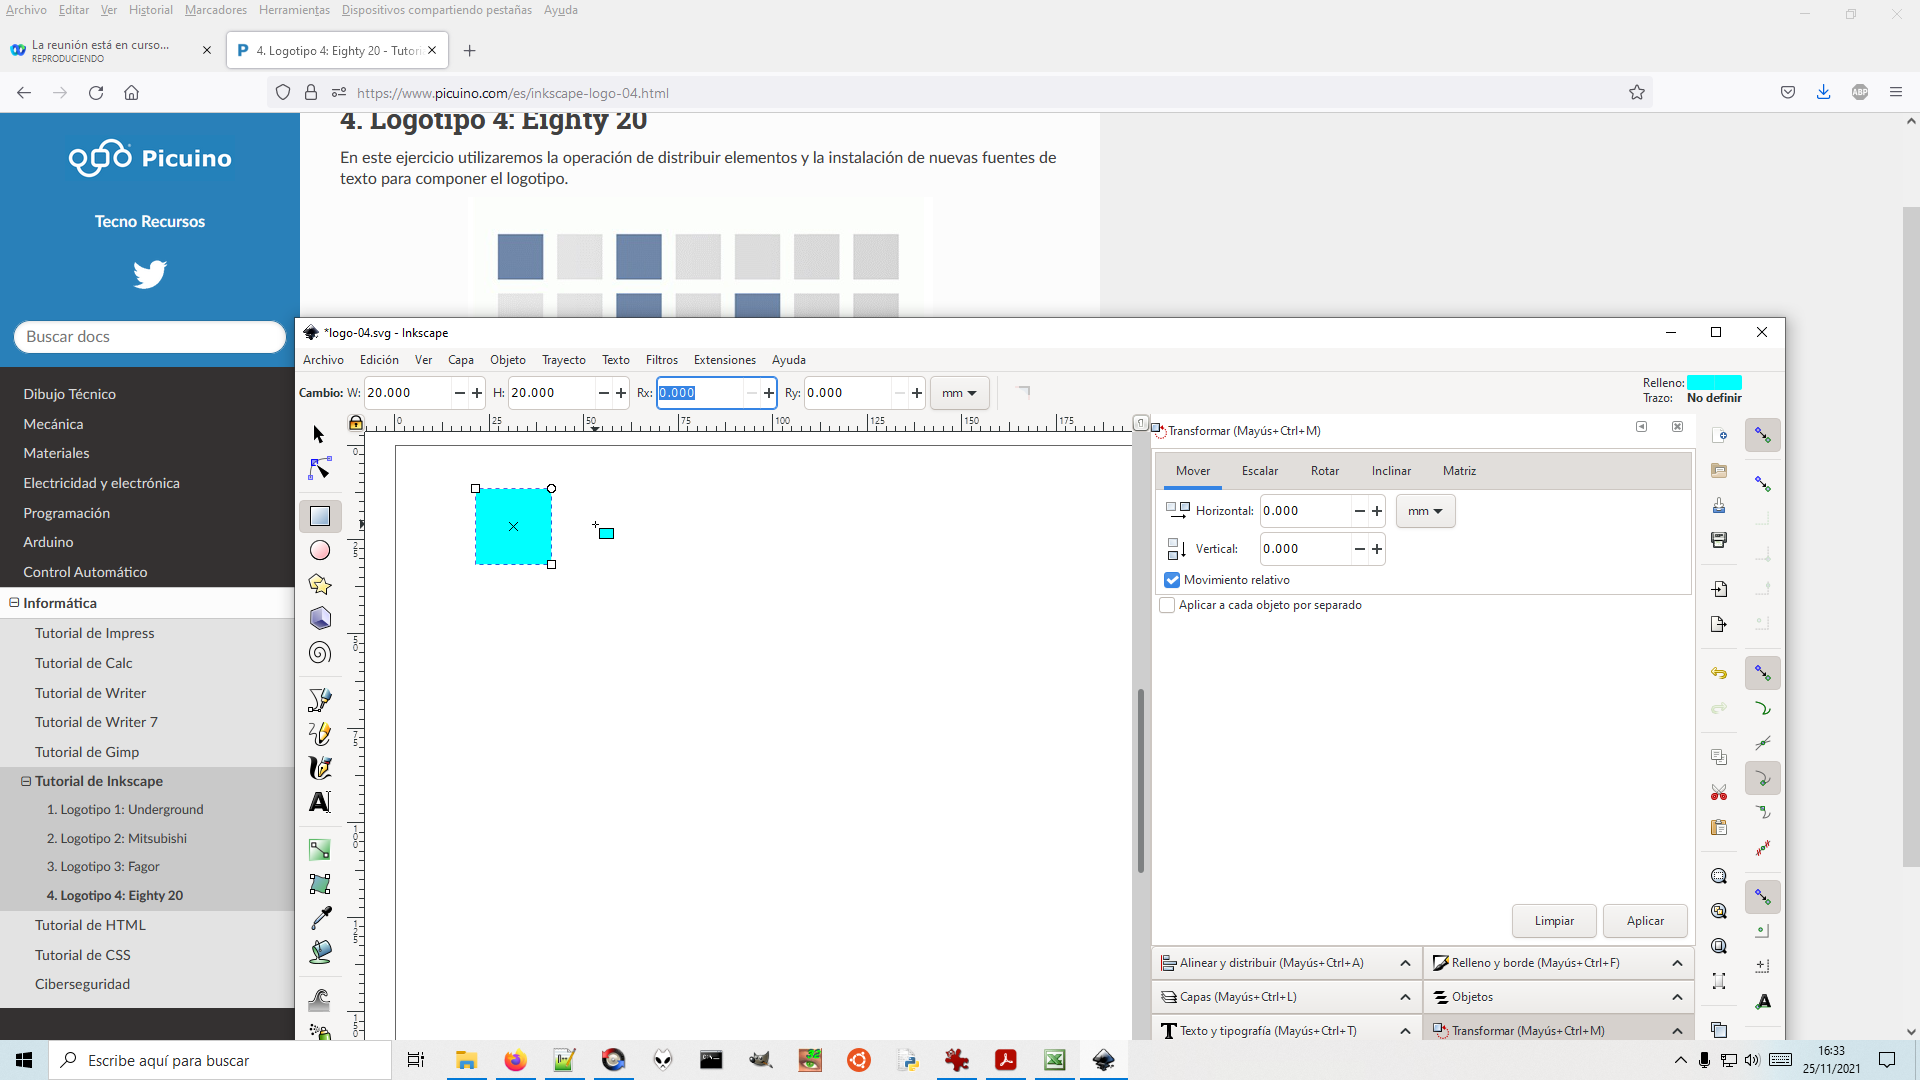 Archivo Editar Ver Historial Marcadores Herramientas Dispositivos compartiendo pestañas Ayuda
La reunión está en curso...
REPRODUCIENDO
4. Logotipo 4: Eighty 20 - Tutori
https://www.picuino.com/es/inkscape-logo-04.html
ABP
Picuino
Tecno Recursos
Buscar docs
Dibujo Técnico
Mecánica
Materiales
Electricidad y electrónica
Programación
Arduino
Control Automático
Informática
Tutorial de Impress
Tutorial de Calc
Tutorial de Writer
Tutorial de Writer 7
Tutorial de Gimp
Tutorial de Inkscape
1. Logotipo 1: Underground
2. Logotipo 2: Mitsubishi
3. Logotipo 3: Fagor
4. Logotipo 4: Eighty 20
Tutorial de HTML
Tutorial de CSS
Ciberseguridad
4. Logotipo 4: Eighty 20
En este ejercicio utilizaremos la operación de distribuir elementos y la instalación de nuevas fuentes de
texto para componer el logotipo.
*logo-04.svg - Inkscape
Archivo Edición Ver Capa Objeto Trayecto Texto Filtros Extensiones Ayuda
Cambio: W: 20.000 H: 20.000 Rx: 0.000 Ry: 0.000 mm
Relleno:
Trazo: No definir
0 25 50 75 100 125 150 175
0
25
50
75
100
125
150
Transformar (Mayús+Ctrl+M)
Mover Escalar Rotar Inclinar Matriz
Horizontal: 0.000 mm
Vertical: 0.000
Movimiento relativo
Aplicar a cada objeto por separado
Limpiar Aplicar
Alinear y distribuir (Mayús+Ctrl+A) Relleno y borde (Mayús+Ctrl+F)
Capas (Mayús+Ctrl+L) Objetos
Texto y tipografía (Mayús+Ctrl+T) Transformar (Mayús+Ctrl+M)
Escribe aquí para buscar
16:33
25/11/2021